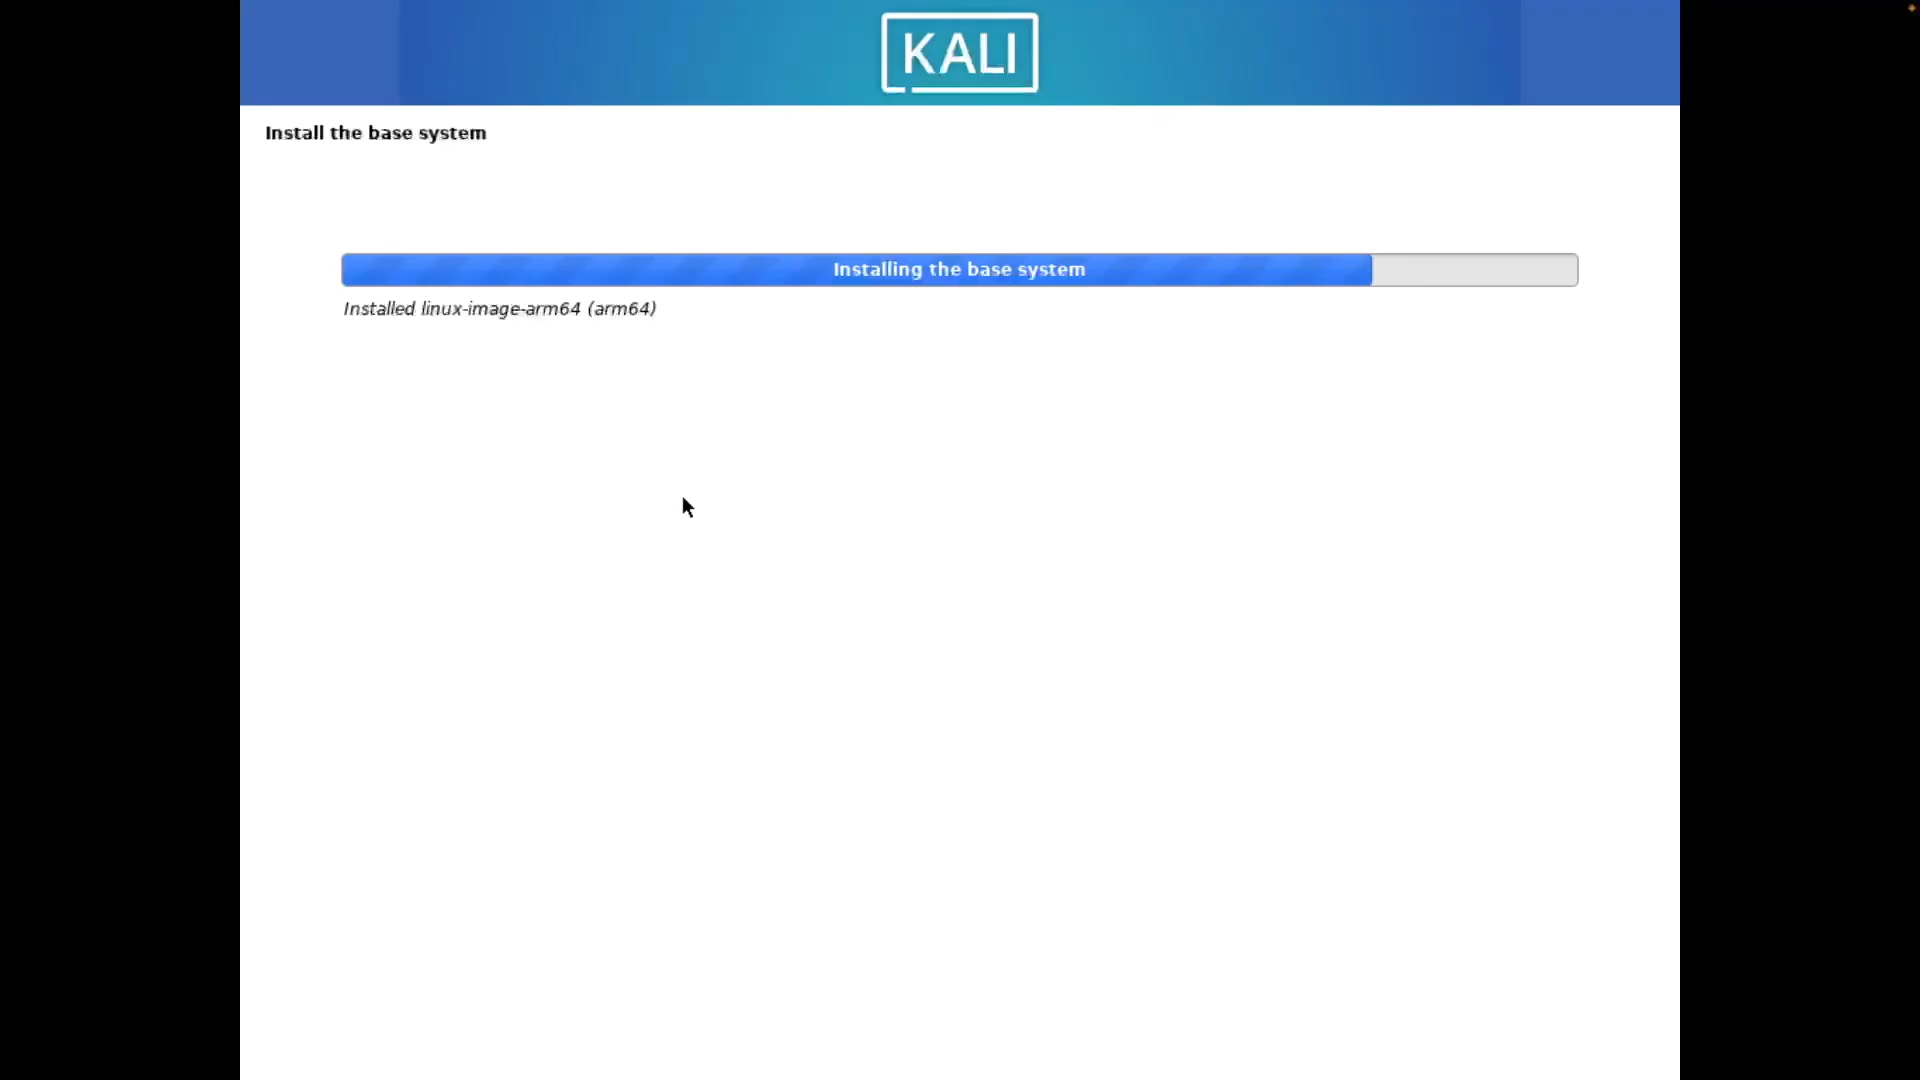 KALI
Install the base system
Installing the base system
Installed linux-image-arm64 (arm64)